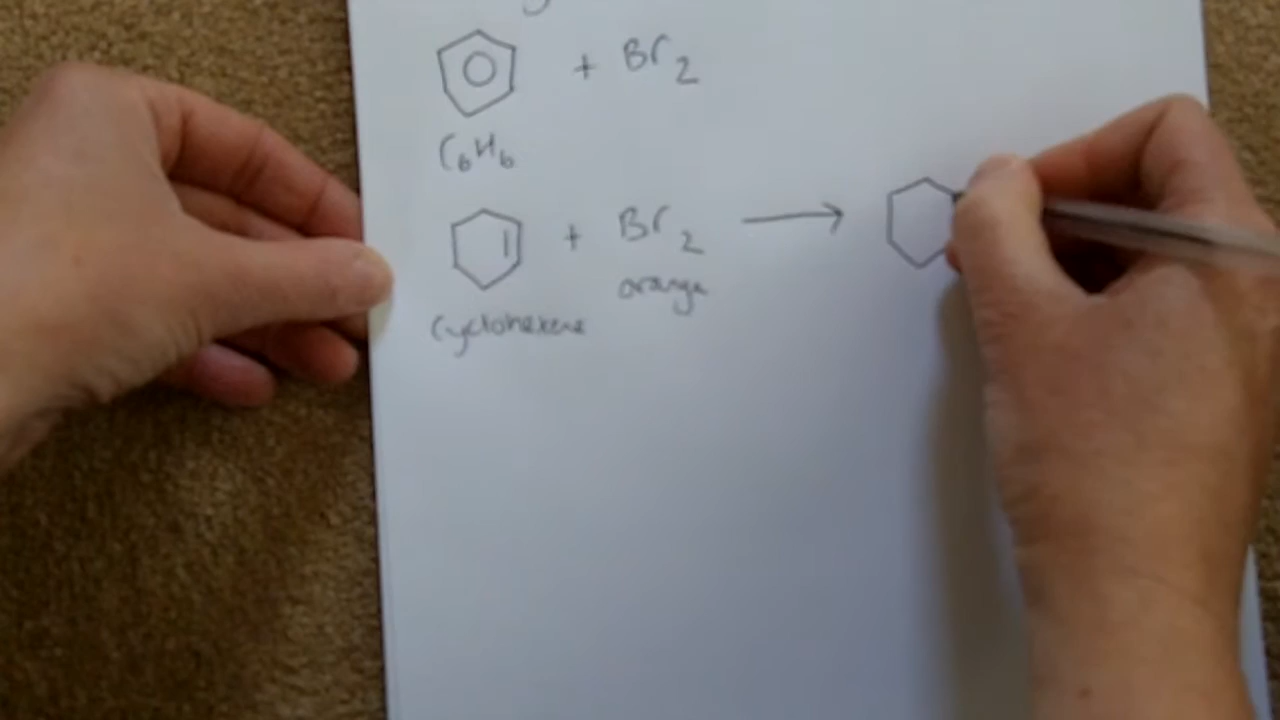 + Br2
C6H6
+ Br2 →
orange
Cyclohexene